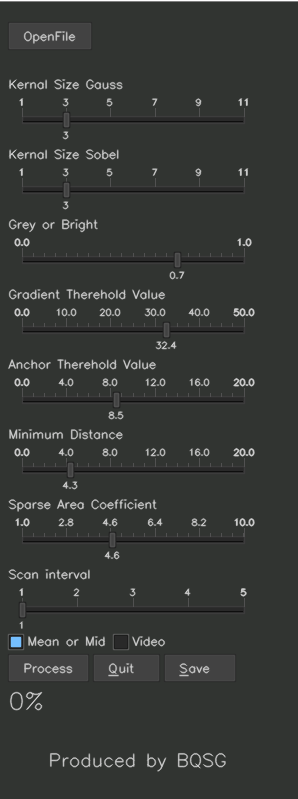 OpenFile
Kernal Size Gauss
1 3 5 7 9 11
3
Kernal Size Sobel
1 3 5 7 9 11
3
Grey or Bright
0.0 1.0
0.7
Gradient Therehold Value
0.0 10.0 20.0 30.0 40.0 50.0
32.4
Anchor Therehold Value
0.0 4.0 8.0 12.0 16.0 20.0
8.5
Minimum Distance
0.0 4.0 8.0 12.0 16.0 20.0
4.3
Sparse Area Coefficient
1.0 2.8 4.6 6.4 8.2 10.0
4.6
Scan interval
1 2 3 4 5
1
Mean or Mid Video
Process Quit Save
0%
Produced by BQSG